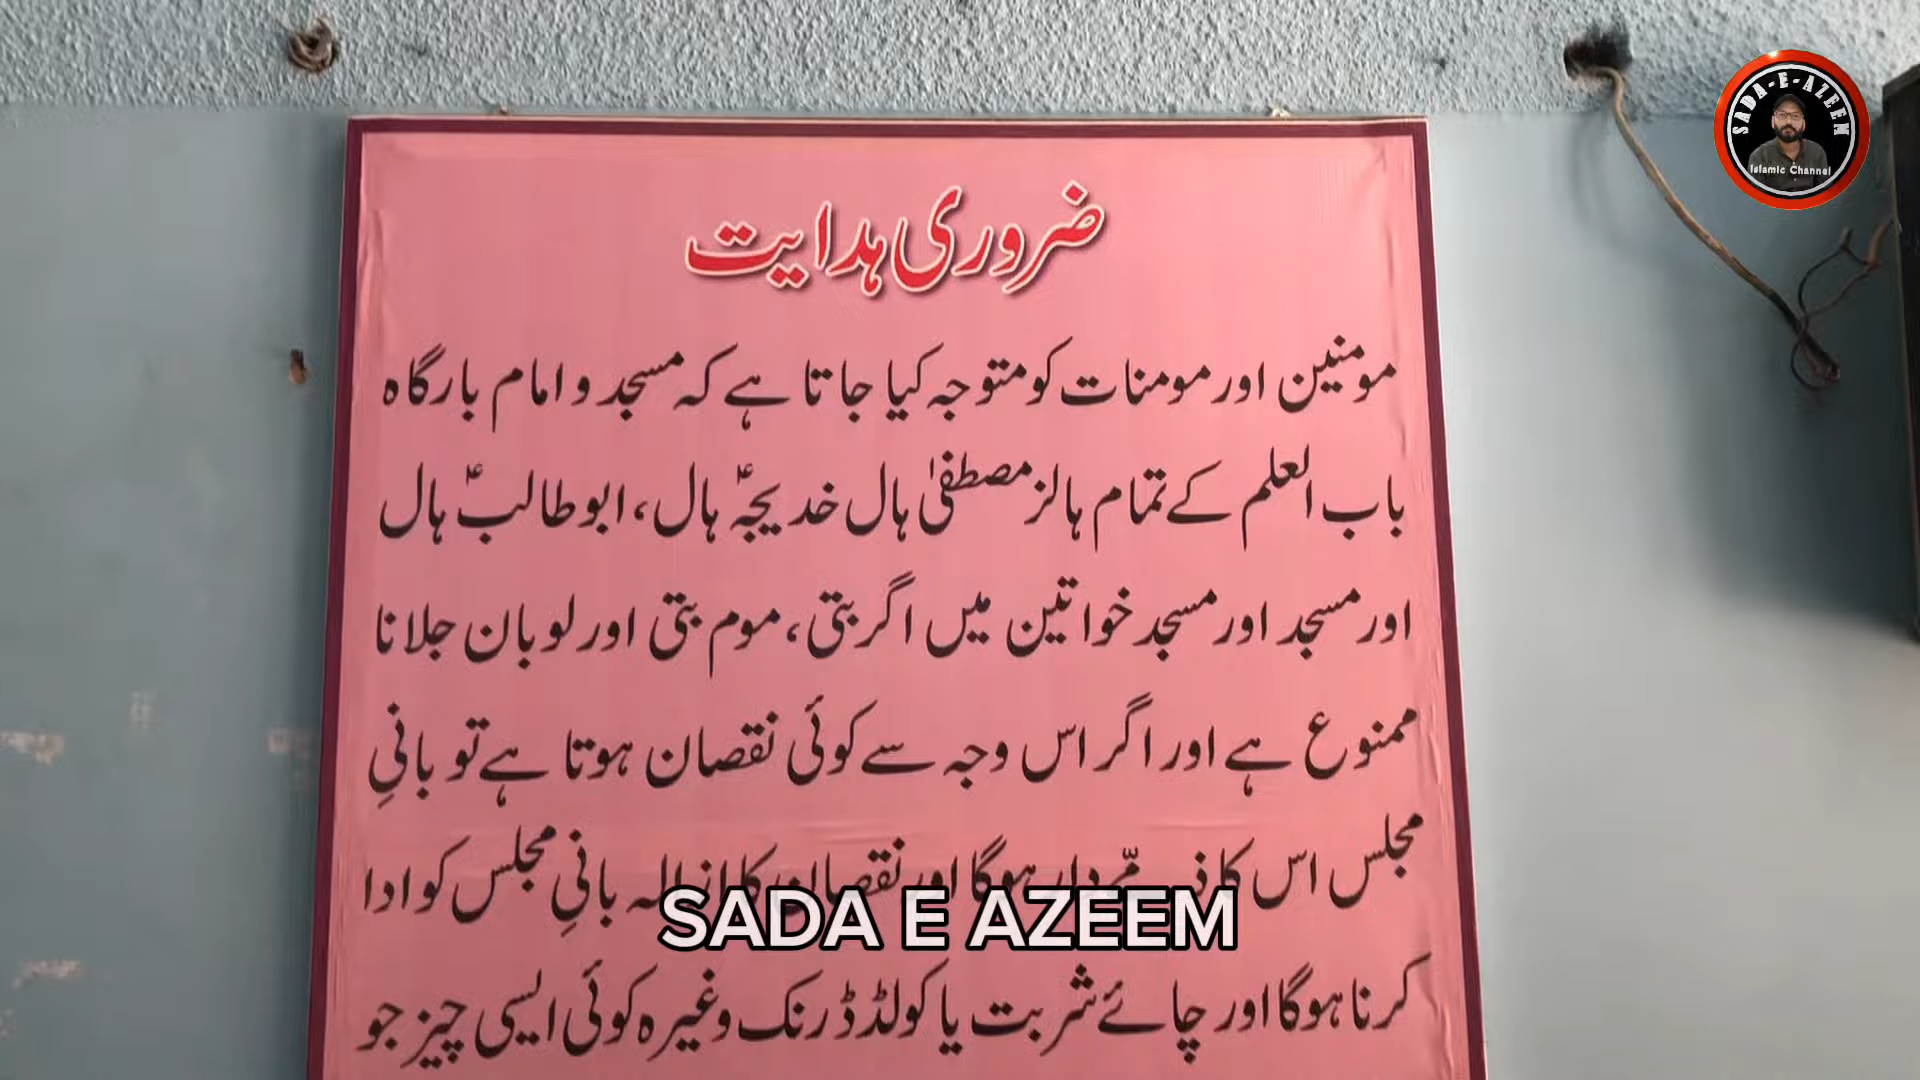 ضروری ہدایت
مومنین اور مومنات کو متوجہ کیا جاتا ہے کہ مسجد و امام بارگاہ
باب العلم کے تمام ہالز مصطفیٰ ہال خدیجہؑ ہال، ابوطالبؑ ہال
اور مسجد اور مسجد خواتین میں اگربتی، موم بتی اور لوبان جلانا
ممنوع ہے اور اگر اس وجہ سے کوئی نقصان ہوتا ہے تو بانیِ
مجلس اس کا ذمّہ دار ہوگا اور نقصان کا ازالہ بانیِ مجلس کو ادا
کرنا ہوگا اور چائے شربت یا کولڈ ڈرنک وغیرہ کوئی ایسی چیز جو
SADA E AZEEM
SADA-E-AZEEM
Islamic Channel